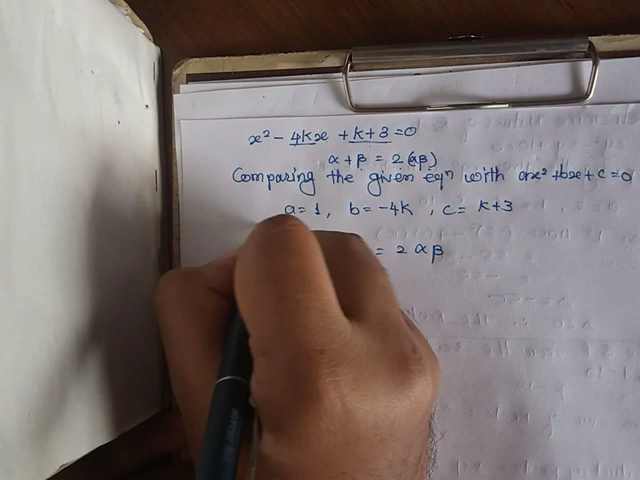 x² - 4kx + k+3 = 0
α + β = 2(αβ)
Comparing the given eqn with ax² + bx + c = 0
a = 1, b = -4k, c = k+3
= 2αβ